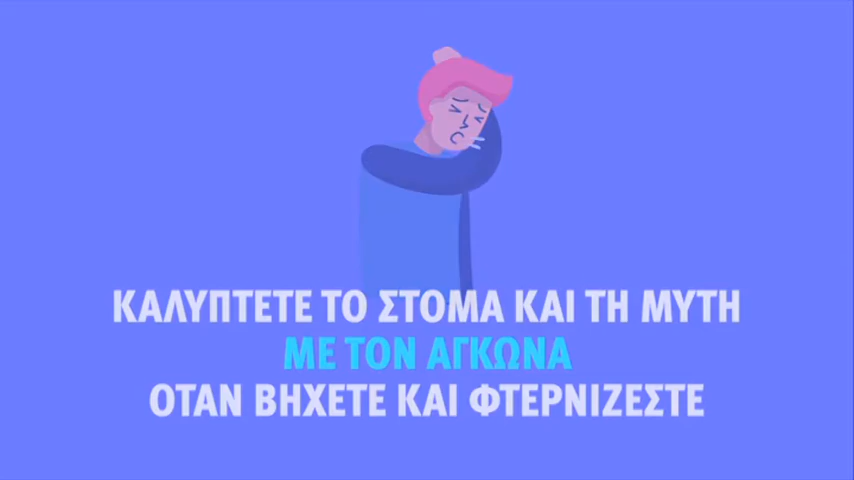 ΚΑΛΥΠΤΕΤΕ ΤΟ ΣΤΟΜΑ ΚΑΙ ΤΗ ΜΥΤΗ
ΜΕ ΤΟΝ ΑΓΚΩΝΑ
ΟΤΑΝ ΒΗΧΕΤΕ ΚΑΙ ΦΤΕΡΝΙΖΕΣΤΕ